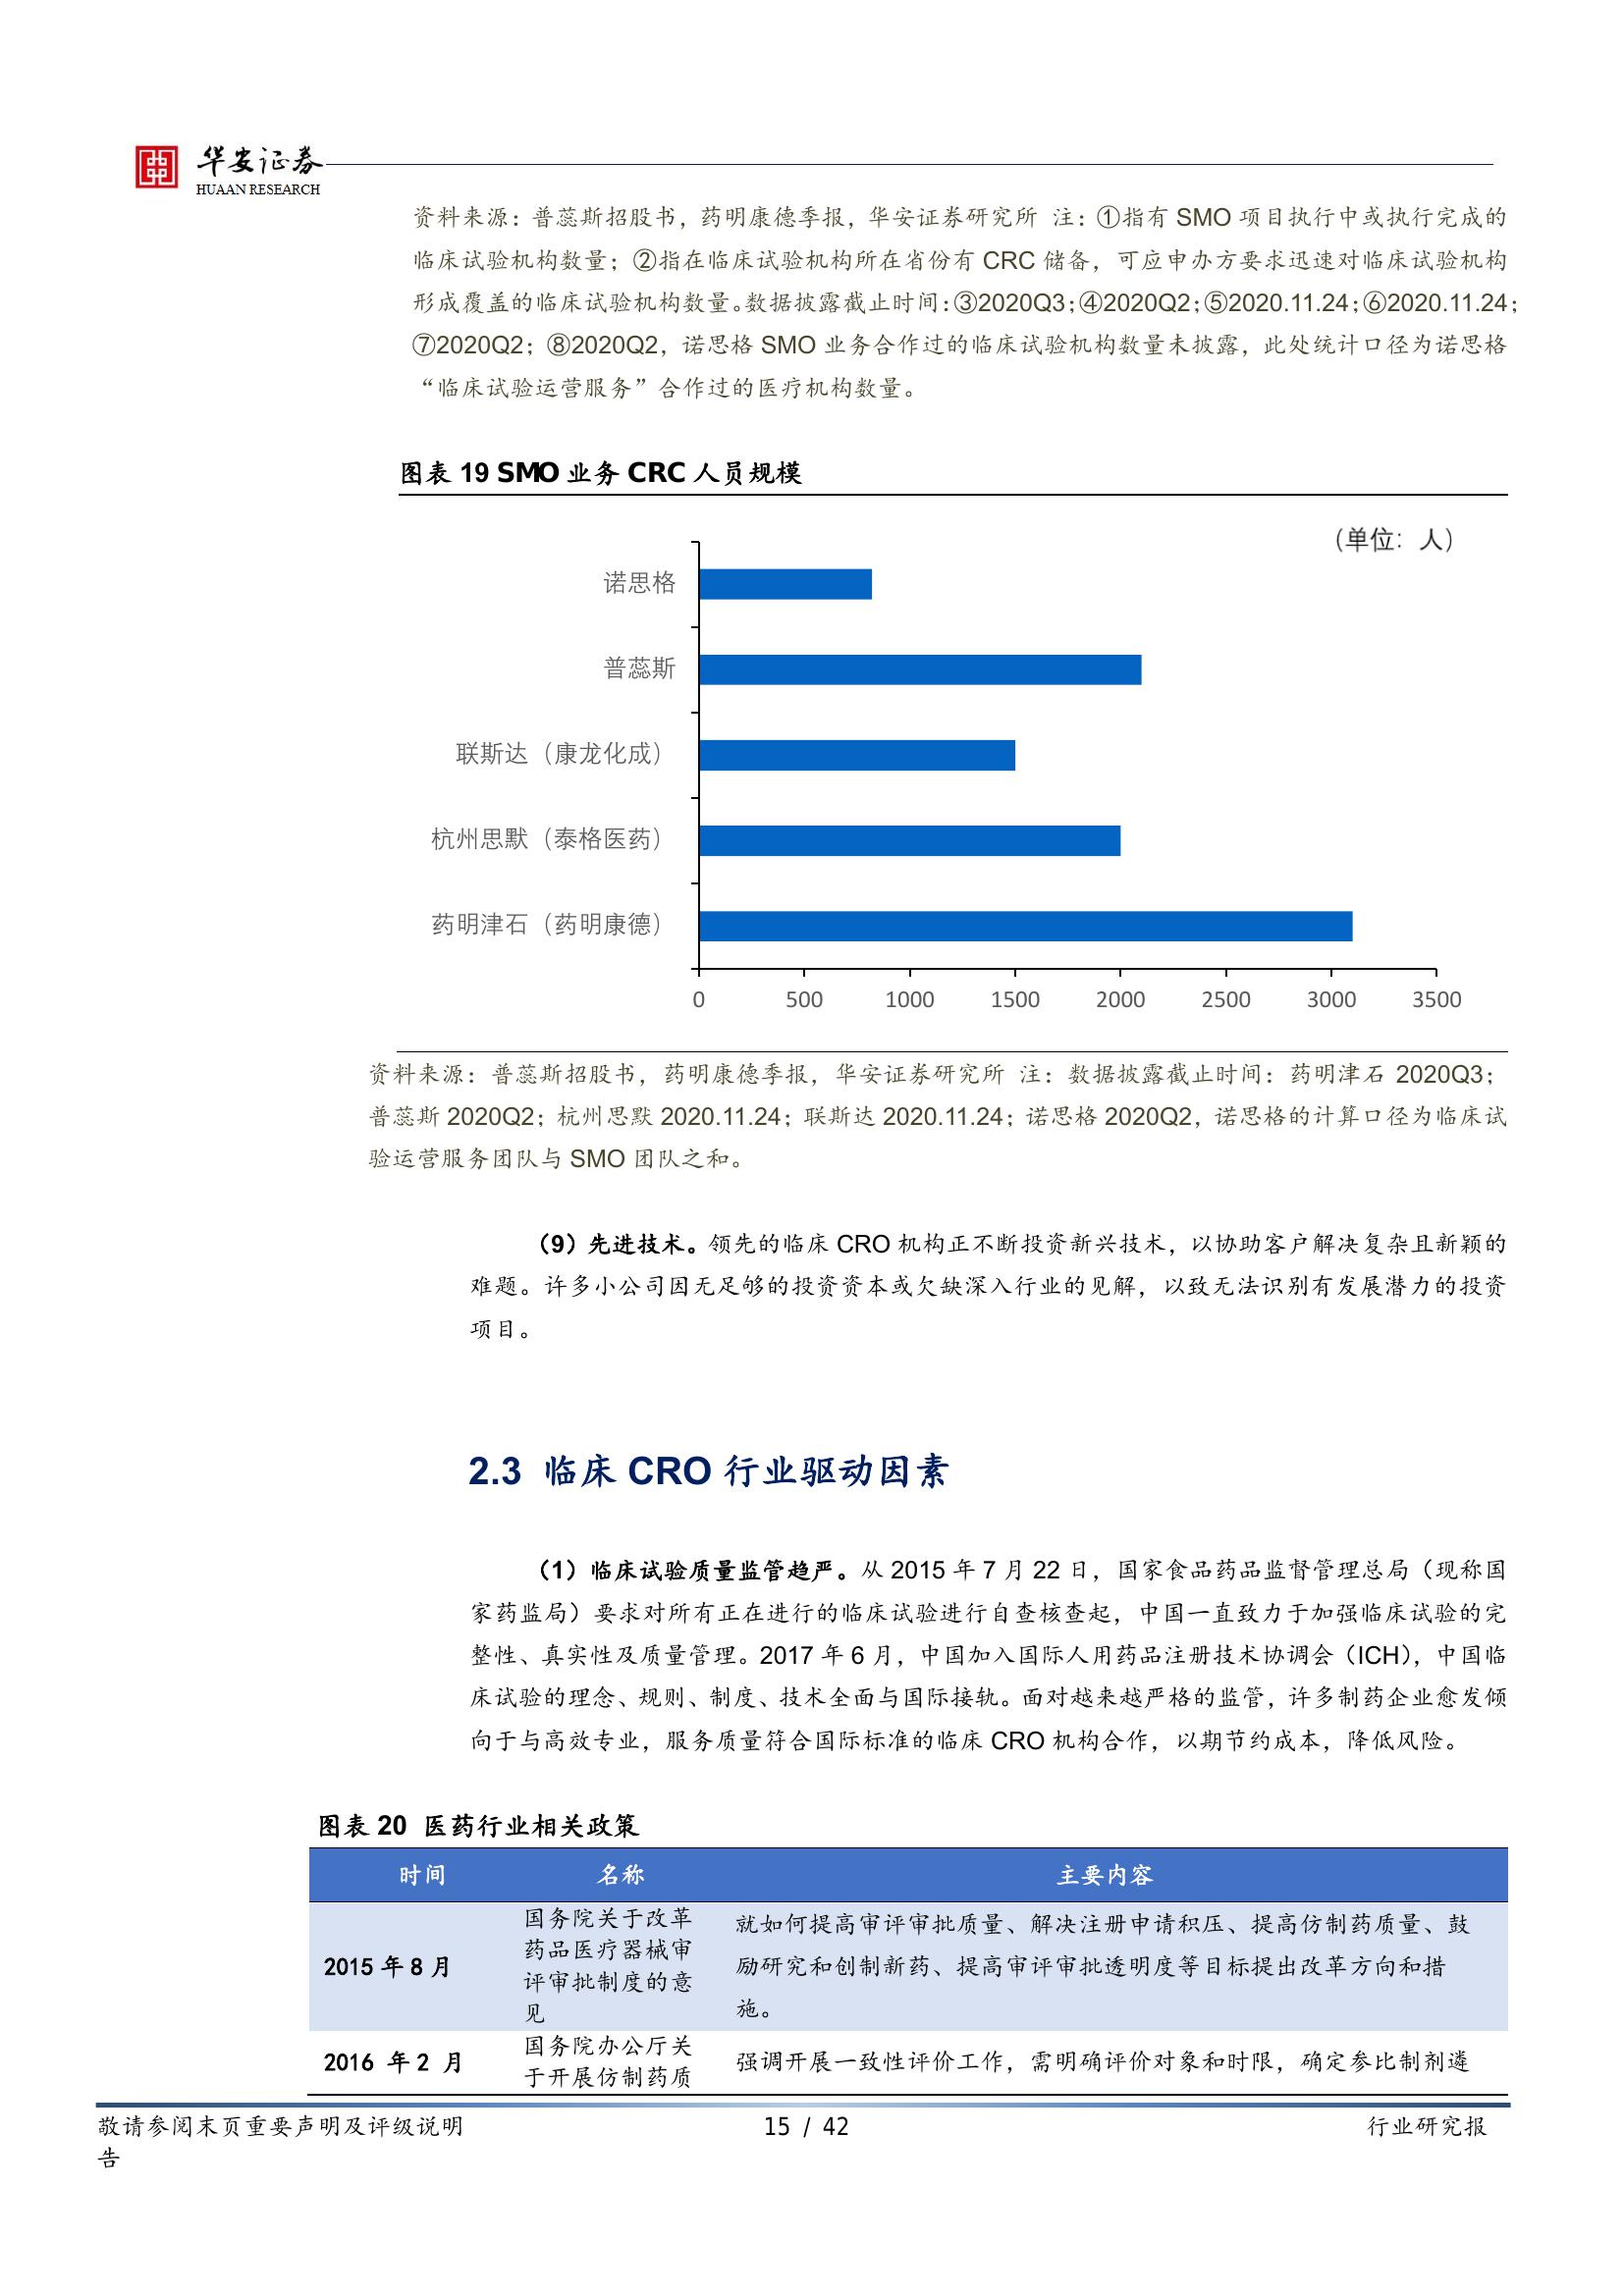 华安证券
HUAAN RESEARCH
资料来源：普蕊斯招股书，药明康德季报，华安证券研究所 注：①指有 SMO 项目执行中或执行完成的
临床试验机构数量；②指在临床试验机构所在省份有 CRC 储备，可应申办方要求迅速对临床试验机构
形成覆盖的临床试验机构数量。数据披露截止时间：③2020Q3；④2020Q2；⑤2020.11.24；⑥2020.11.24；
⑦2020Q2；⑧2020Q2，诺思格 SMO 业务合作过的临床试验机构数量未披露，此处统计口径为诺思格
“临床试验运营服务”合作过的医疗机构数量。
图表 19 SMO 业务 CRC 人员规模
（单位：人）
诺思格
普蕊斯
联斯达（康龙化成）
杭州思默（泰格医药）
药明津石（药明康德）
0 500 1000 1500 2000 2500 3000 3500
资料来源：普蕊斯招股书，药明康德季报，华安证券研究所 注：数据披露截止时间：药明津石 2020Q3；
普蕊斯 2020Q2；杭州思默 2020.11.24；联斯达 2020.11.24；诺思格 2020Q2，诺思格的计算口径为临床试
验运营服务团队与 SMO 团队之和。
（9）先进技术。领先的临床 CRO 机构正不断投资新兴技术，以协助客户解决复杂且新颖的
难题。许多小公司因无足够的投资资本或欠缺深入行业的见解，以致无法识别有发展潜力的投资
项目。
2.3 临床 CRO 行业驱动因素
（1）临床试验质量监管趋严。从 2015 年 7 月 22 日，国家食品药品监督管理总局（现称国
家药监局）要求对所有正在进行的临床试验进行自查核查起，中国一直致力于加强临床试验的完
整性、真实性及质量管理。2017 年 6 月，中国加入国际人用药品注册技术协调会（ICH），中国临
床试验的理念、规则、制度、技术全面与国际接轨。面对越来越严格的监管，许多制药企业愈发倾
向于与高效专业，服务质量符合国际标准的临床 CRO 机构合作，以期节约成本，降低风险。
图表 20 医药行业相关政策
时间 名称 主要内容
2015 年 8 月
国务院关于改革
药品医疗器械审
评审批制度的意
见
就如何提高审评审批质量、解决注册申请积压、提高仿制药质量、鼓
励研究和创制新药、提高审评审批透明度等目标提出改革方向和措
施。
2016 年 2 月
国务院办公厅关
于开展仿制药质
强调开展一致性评价工作，需明确评价对象和时限，确定参比制剂遴
敬请参阅末页重要声明及评级说明 15 / 42 行业研究报
告